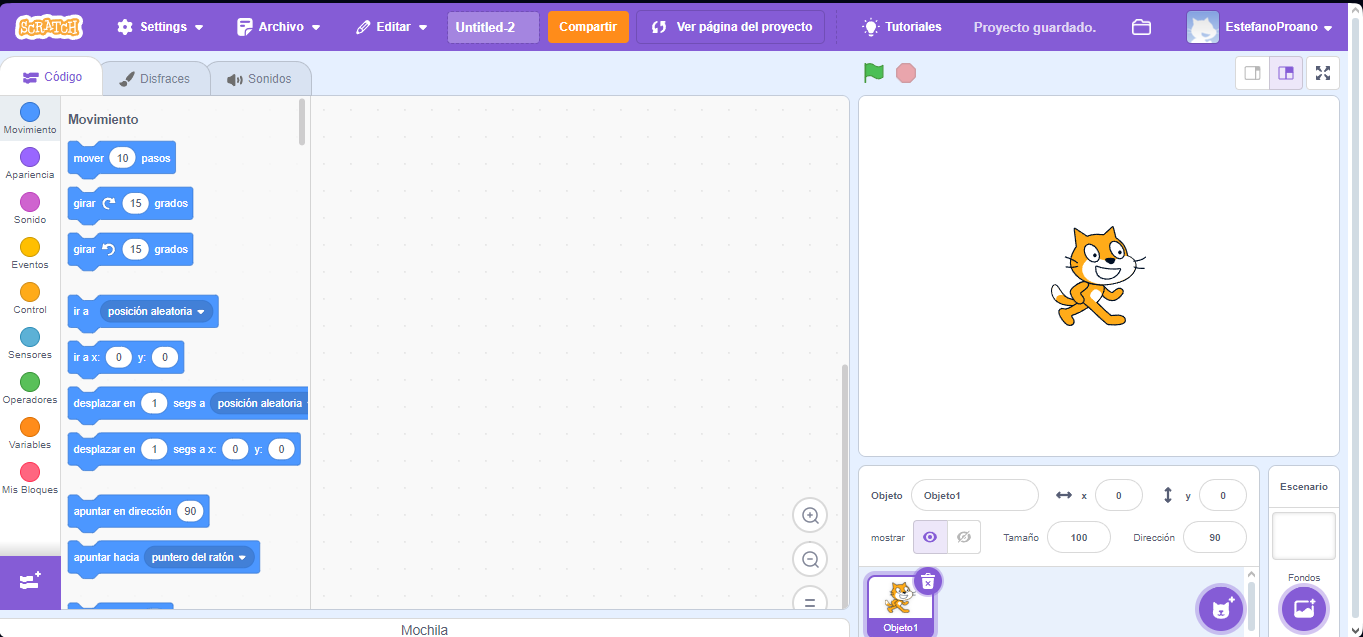 SCRATCH Settings Archivo Editar Untitled-2 Compartir Ver página del proyecto Tutoriales Proyecto guardado. EstefanoProano
Código Disfraces Sonidos
Movimiento
Apariencia
Sonido
Eventos
Control
Sensores
Operadores
Variables
Mis Bloques
Movimiento
mover 10 pasos
girar 15 grados
girar 15 grados
ir a posición aleatoria
ir a x: 0 y: 0
desplazar en 1 segs a posición aleatoria
desplazar en 1 segs a x: 0 y: 0
apuntar en dirección 90
apuntar hacia puntero del ratón
Objeto Objeto1 x 0 y 0
mostrar Tamaño 100 Dirección 90
Objeto1
Escenario
Fondos
Mochila